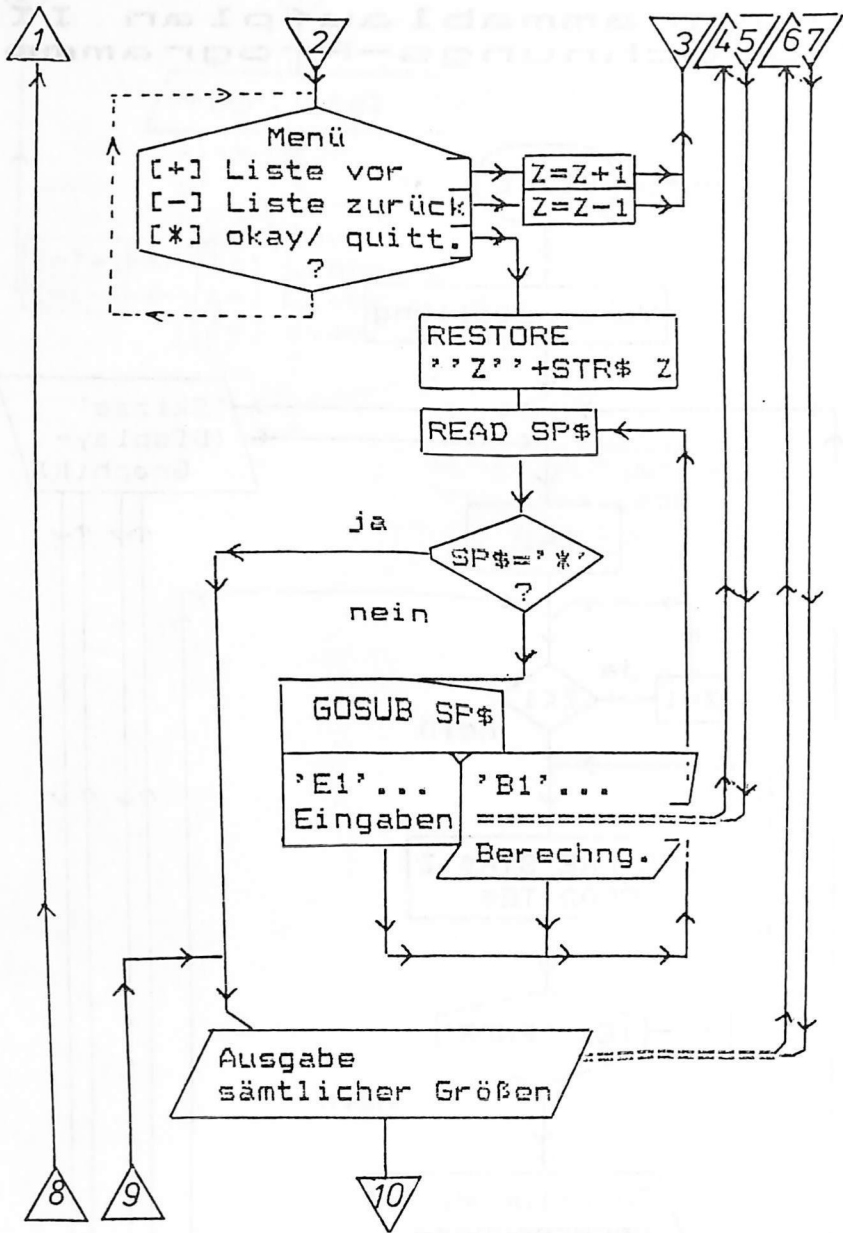 1 2 3 4 5 6 7
Menü
[+] Liste vor
Z=Z+1
[-] Liste zurück
Z=Z-1
[*] okay/ quitt.
?
RESTORE
''Z''+STR$ Z
READ SP$
ja
SP$='*'
?
nein
GOSUB SP$
'E1'...
Eingaben
'B1'...
Berechng.
Ausgabe
sämtlicher Größen
8 9 10